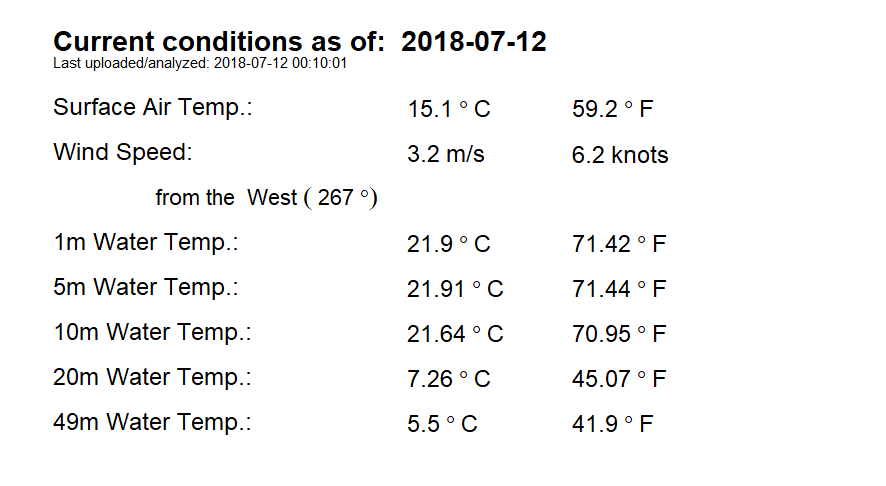 Current conditions as of: 2018-07-12
Last uploaded/analyzed: 2018-07-12 00:10:01
Surface Air Temp.: 15.1 ° C 59.2 ° F
Wind Speed: 3.2 m/s 6.2 knots
from the West ( 267 °)
1m Water Temp.: 21.9 ° C 71.42 ° F
5m Water Temp.: 21.91 ° C 71.44 ° F
10m Water Temp.: 21.64 ° C 70.95 ° F
20m Water Temp.: 7.26 ° C 45.07 ° F
49m Water Temp.: 5.5 ° C 41.9 ° F